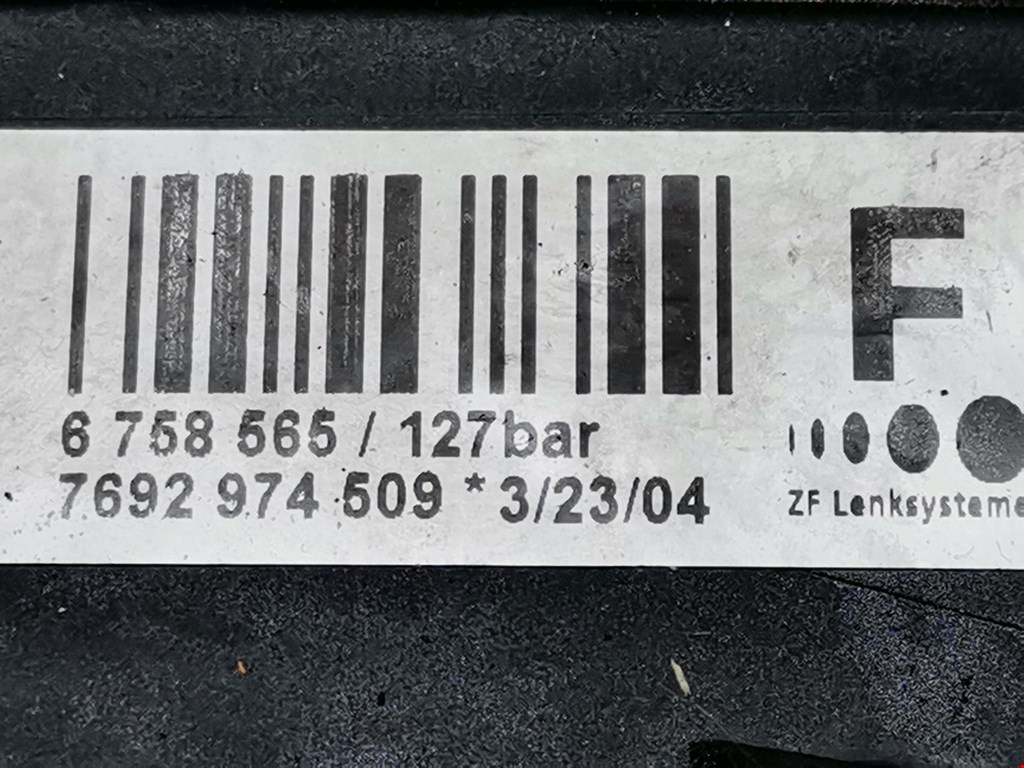 F
6 758 565 / 127bar
7692 974 509 * 3/23/04
ZF Lenksysteme